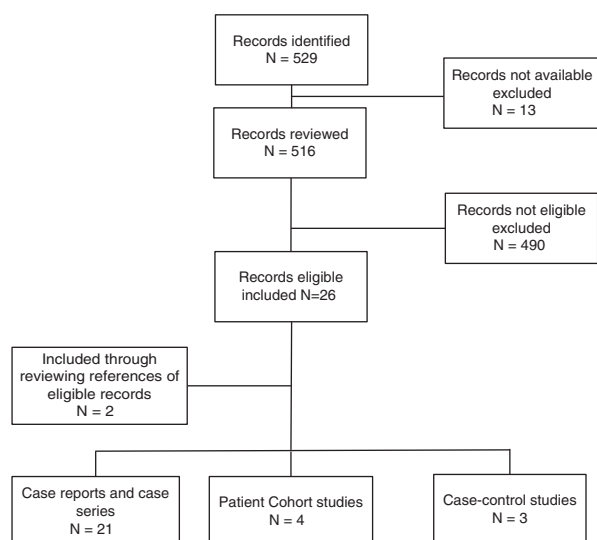 Records identified
N = 529
Records not available
excluded
N = 13
Records reviewed
N = 516
Records not eligible
excluded
N = 490
Records eligible
included N=26
Included through
reviewing references of
eligible records
N = 2
Case reports and case
series
N = 21
Patient Cohort studies
N = 4
Case-control studies
N = 3